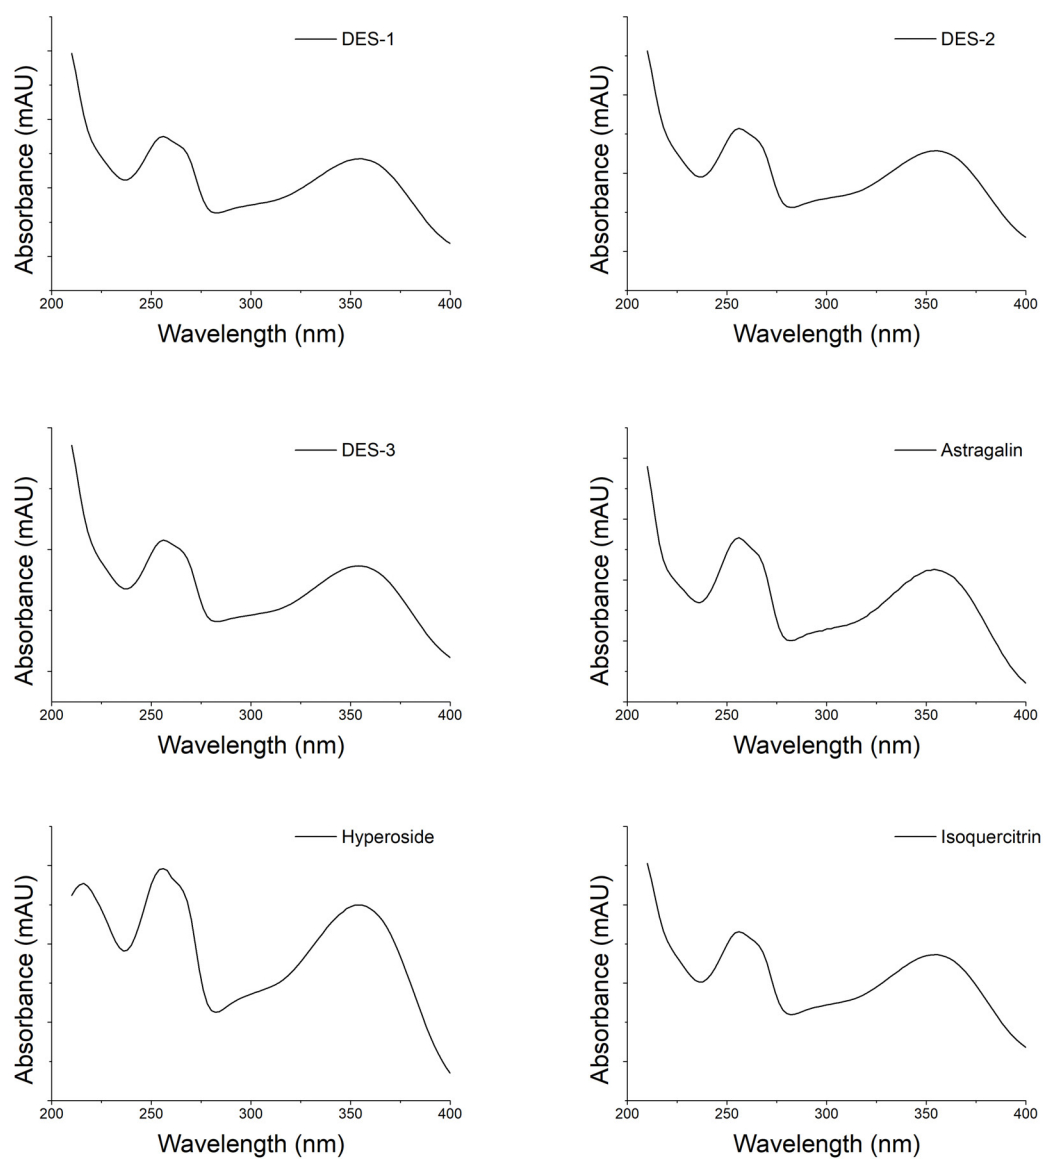 DES-1
Absorbance (mAU)
200 250 300 350 400
Wavelength (nm)
DES-2
Absorbance (mAU)
200 250 300 350 400
Wavelength (nm)
DES-3
Absorbance (mAU)
200 250 300 350 400
Wavelength (nm)
Astragalin
Absorbance (mAU)
200 250 300 350 400
Wavelength (nm)
Hyperoside
Absorbance (mAU)
200 250 300 350 400
Wavelength (nm)
Isoquercitrin
Absorbance (mAU)
200 250 300 350 400
Wavelength (nm)